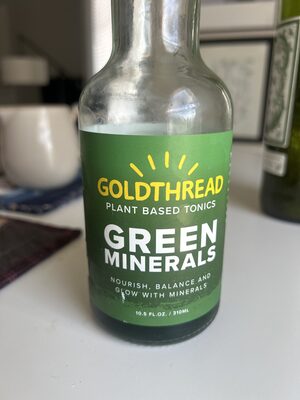 GOLDTHREAD
PLANT BASED TONICS
GREEN
MINERALS
NOURISH, BALANCE AND
GLOW WITH MINERALS
10.5 FL.OZ. / 310ML